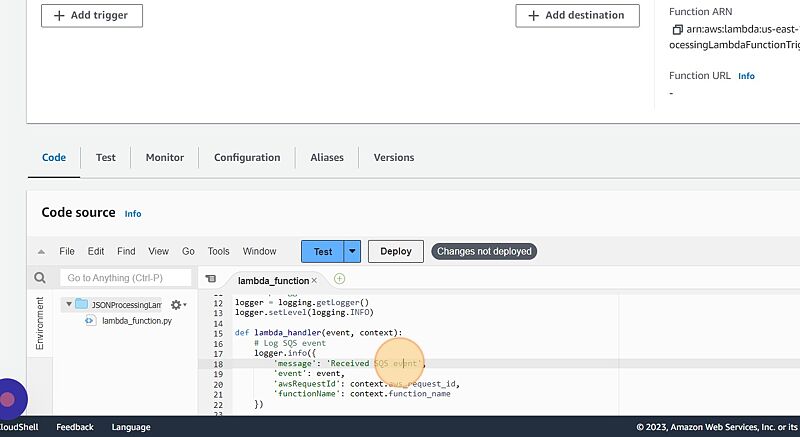 Add trigger
Add destination
Function ARN
arn:aws:lambda:us-east-
ocessingLambdaFunctionTrig
Function URL Info
-
Code Test Monitor Configuration Aliases Versions
Code source Info
File Edit Find View Go Tools Window Test Deploy Changes not deployed
Go to Anything (Ctrl-P) lambda_function
Environment
JSONProcessingLam
lambda_function.py
12 logger = logging.getLogger()
13 logger.setLevel(logging.INFO)
14
15 def lambda_handler(event, context):
16 # Log SQS event
17 logger.info({
18 'message': 'Received SQS event',
19 'event': event,
20 'awsRequestId': context.aws_request_id,
21 'functionName': context.function_name
22 })
23
CloudShell Feedback Language © 2023, Amazon Web Services, Inc. or its